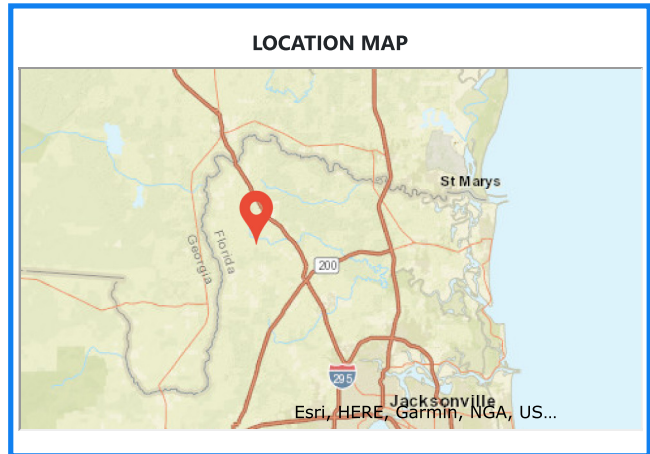 LOCATION MAP
St Marys
Florida
Georgia
200
295
Jacksonville
Esri, HERE, Garmin, NGA, US...